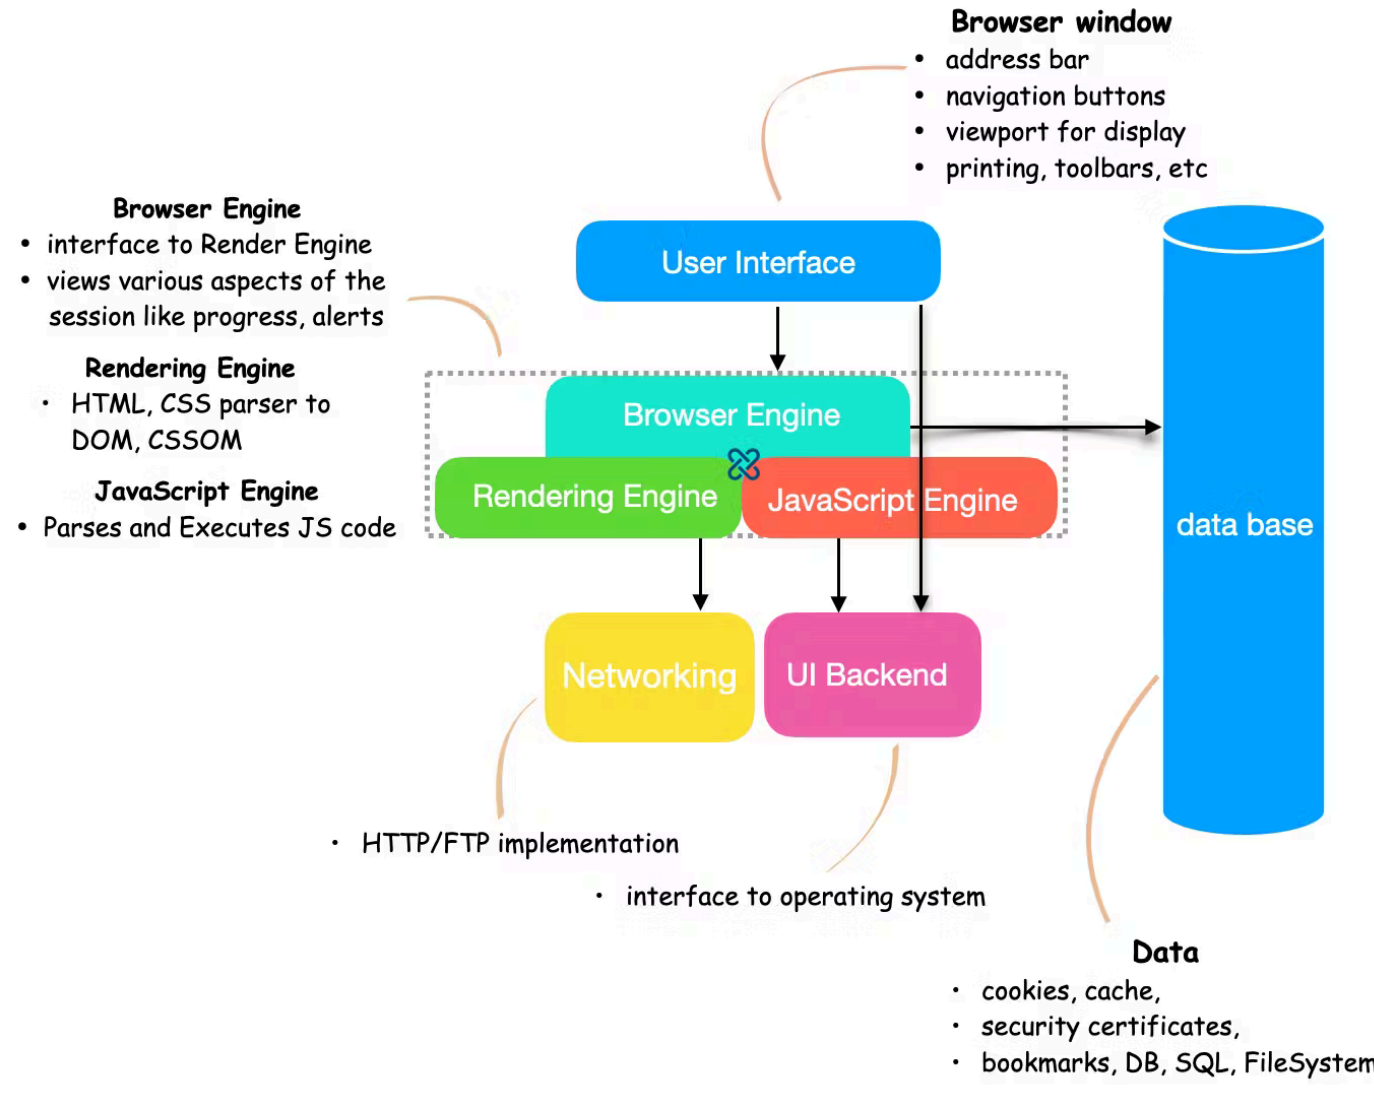 Browser window
• address bar
• navigation buttons
• viewport for display
• printing, toolbars, etc
Browser Engine
• interface to Render Engine
• views various aspects of the
session like progress, alerts
Rendering Engine
• HTML, CSS parser to
DOM, CSSOM
JavaScript Engine
• Parses and Executes JS code
User Interface
Browser Engine
Rendering Engine
JavaScript Engine
data base
Networking
UI Backend
• HTTP/FTP implementation
• interface to operating system
Data
• cookies, cache,
• security certificates,
• bookmarks, DB, SQL, FileSystem